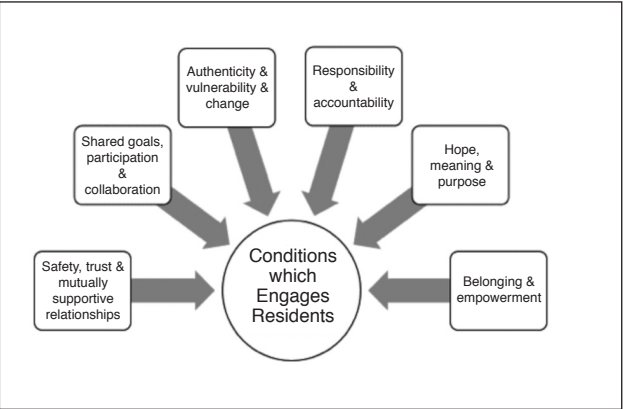 Authenticity &
vulnerability &
change
Responsibility
&
accountability
Shared goals,
participation
&
collaboration
Hope,
meaning &
purpose
Safety, trust &
mutually
supportive
relationships
Conditions
which
Engages
Residents
Belonging &
empowerment